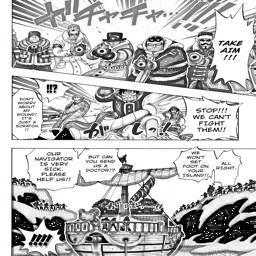 TAKE
AIM
!!!
!!?
STOP!!!
WE CAN'T
FIGHT
THEM!!
DON'T
WORRY
ABOUT
MY
WOUND!
IT'S
JUST A
SCRATCH
ALL
RIGHT.
WE
WON'T
SET
FOOT ON
YOUR
ISLAND!!
BUT CAN
YOU SEND
US A
DOCTOR!?
OUR
NAVIGATOR
IS VERY
SICK.
PLEASE
HELP US!!
!!!!